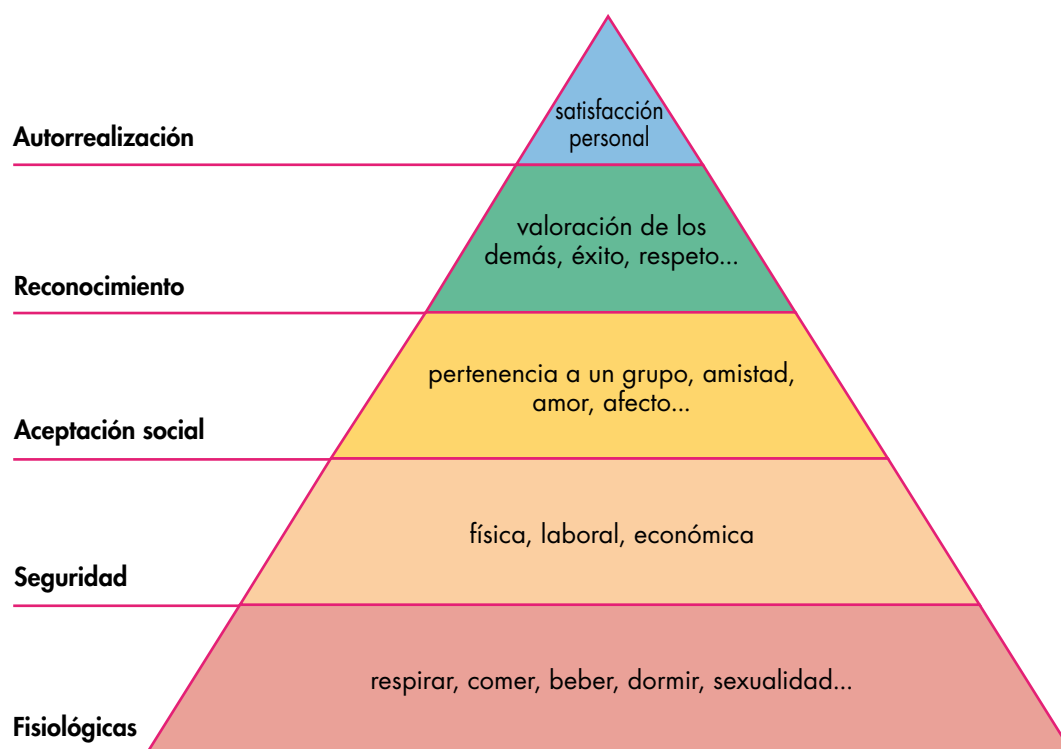 satisfacción
personal
Autorrealización
valoración de los
demás, éxito, respeto...
Reconocimiento
pertenencia a un grupo, amistad,
amor, afecto...
Aceptación social
física, laboral, económica
Seguridad
respirar, comer, beber, dormir, sexualidad...
Fisiológicas